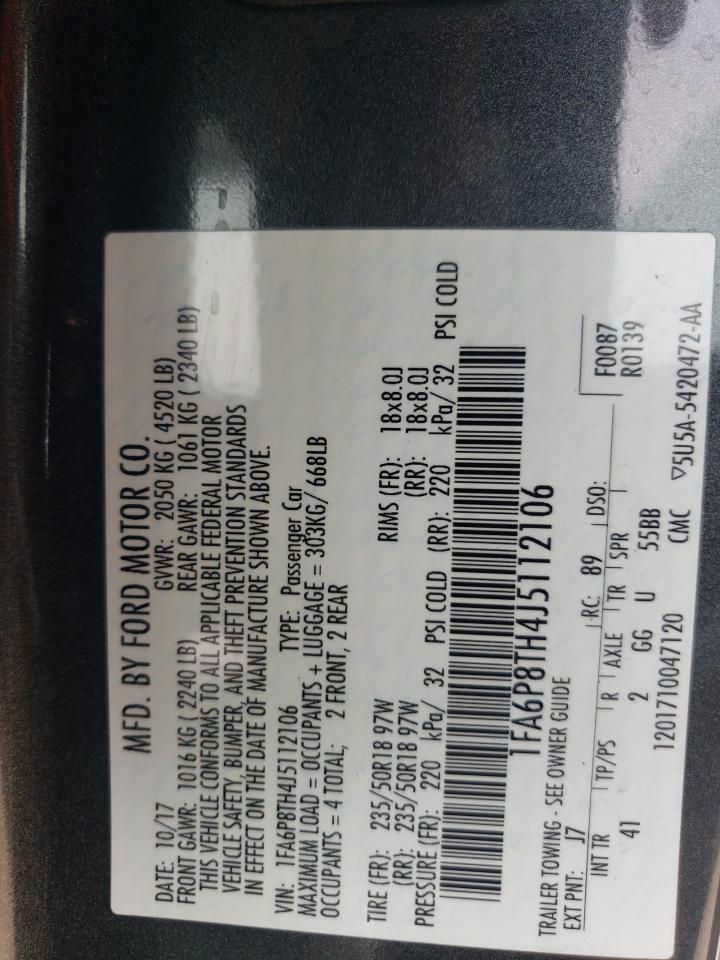 MFD. BY FORD MOTOR CO.
DATE: 10/17 GVWR: 2050 KG ( 4520 LB)
FRONT GAWR: 1016 KG ( 2240 LB) REAR GAWR: 1061 KG ( 2340 LB)
THIS VEHICLE CONFORMS TO ALL APPLICABLE FEDERAL MOTOR
VEHICLE SAFETY, BUMPER, AND THEFT PREVENTION STANDARDS
IN EFFECT ON THE DATE OF MANUFACTURE SHOWN ABOVE.
VIN: 1FA6P8TH4J5112106 TYPE: Passenger Car
MAXIMUM LOAD = OCCUPANTS + LUGGAGE = 303KG/ 668LB
OCCUPANTS = 4 TOTAL; 2 FRONT, 2 REAR
TIRE (FR): 235/50R18 97W RIMS (FR): 18x8.0J
(RR): 235/50R18 97W (RR): 18x8.0J
PRESSURE (FR): 220 kPa/ 32 PSI COLD (RR): 220 kPa/ 32 PSI COLD
1FA6P8TH4J5112106
TRAILER TOWING - SEE OWNER GUIDE
EXT PNT: J7 RC: 89 DSO: F0087
R0139
INT TR TP/PS R AXLE TR SPR
41 2 GG U 55BB
1201710047120 CMC ▽5U5A-5420472-AA